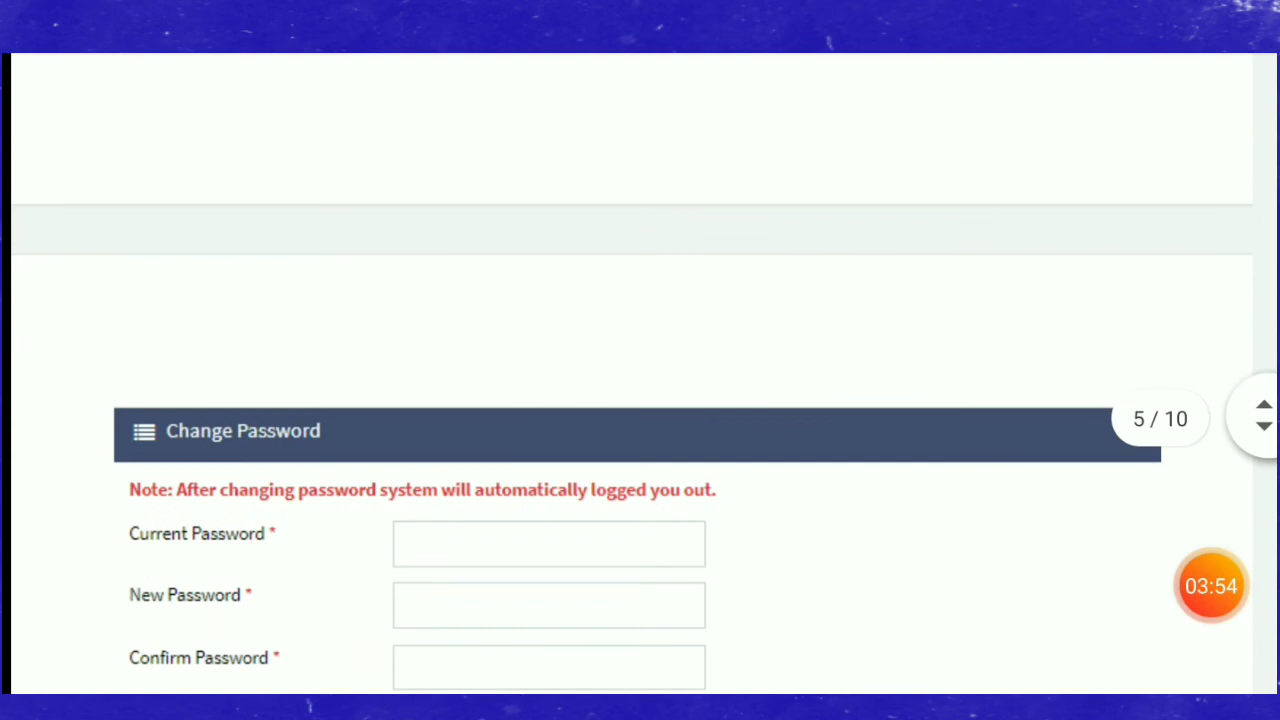 Change Password
5 / 10
Note: After changing password system will automatically logged you out.
Current Password *
New Password *
03:54
Confirm Password *